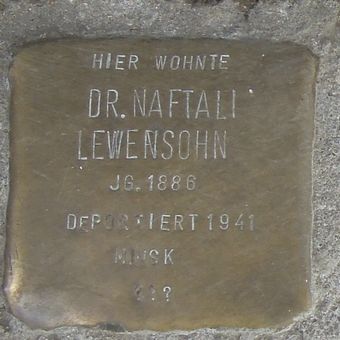 HIER WOHNTE
DR. NAFTALI
LEWENSOHN
JG. 1886
DEPORTIERT 1941
MINSK
???